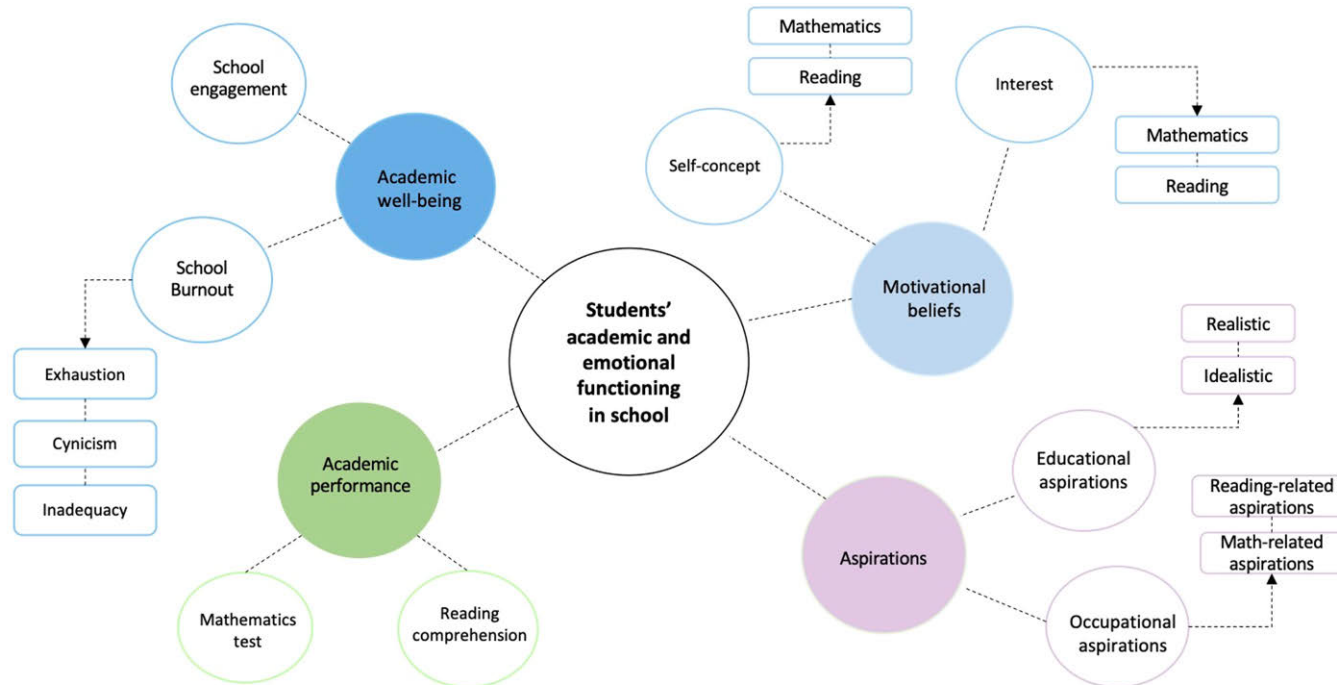 School
engagement
Academic
well-being
School
Burnout
Exhaustion
Cynicism
Inadequacy
Students’
academic and
emotional
functioning
in school
Mathematics
Reading
Self-concept
Interest
Mathematics
Reading
Motivational
beliefs
Academic
performance
Mathematics
test
Reading
comprehension
Aspirations
Realistic
Idealistic
Educational
aspirations
Reading-related
aspirations
Math-related
aspirations
Occupational
aspirations